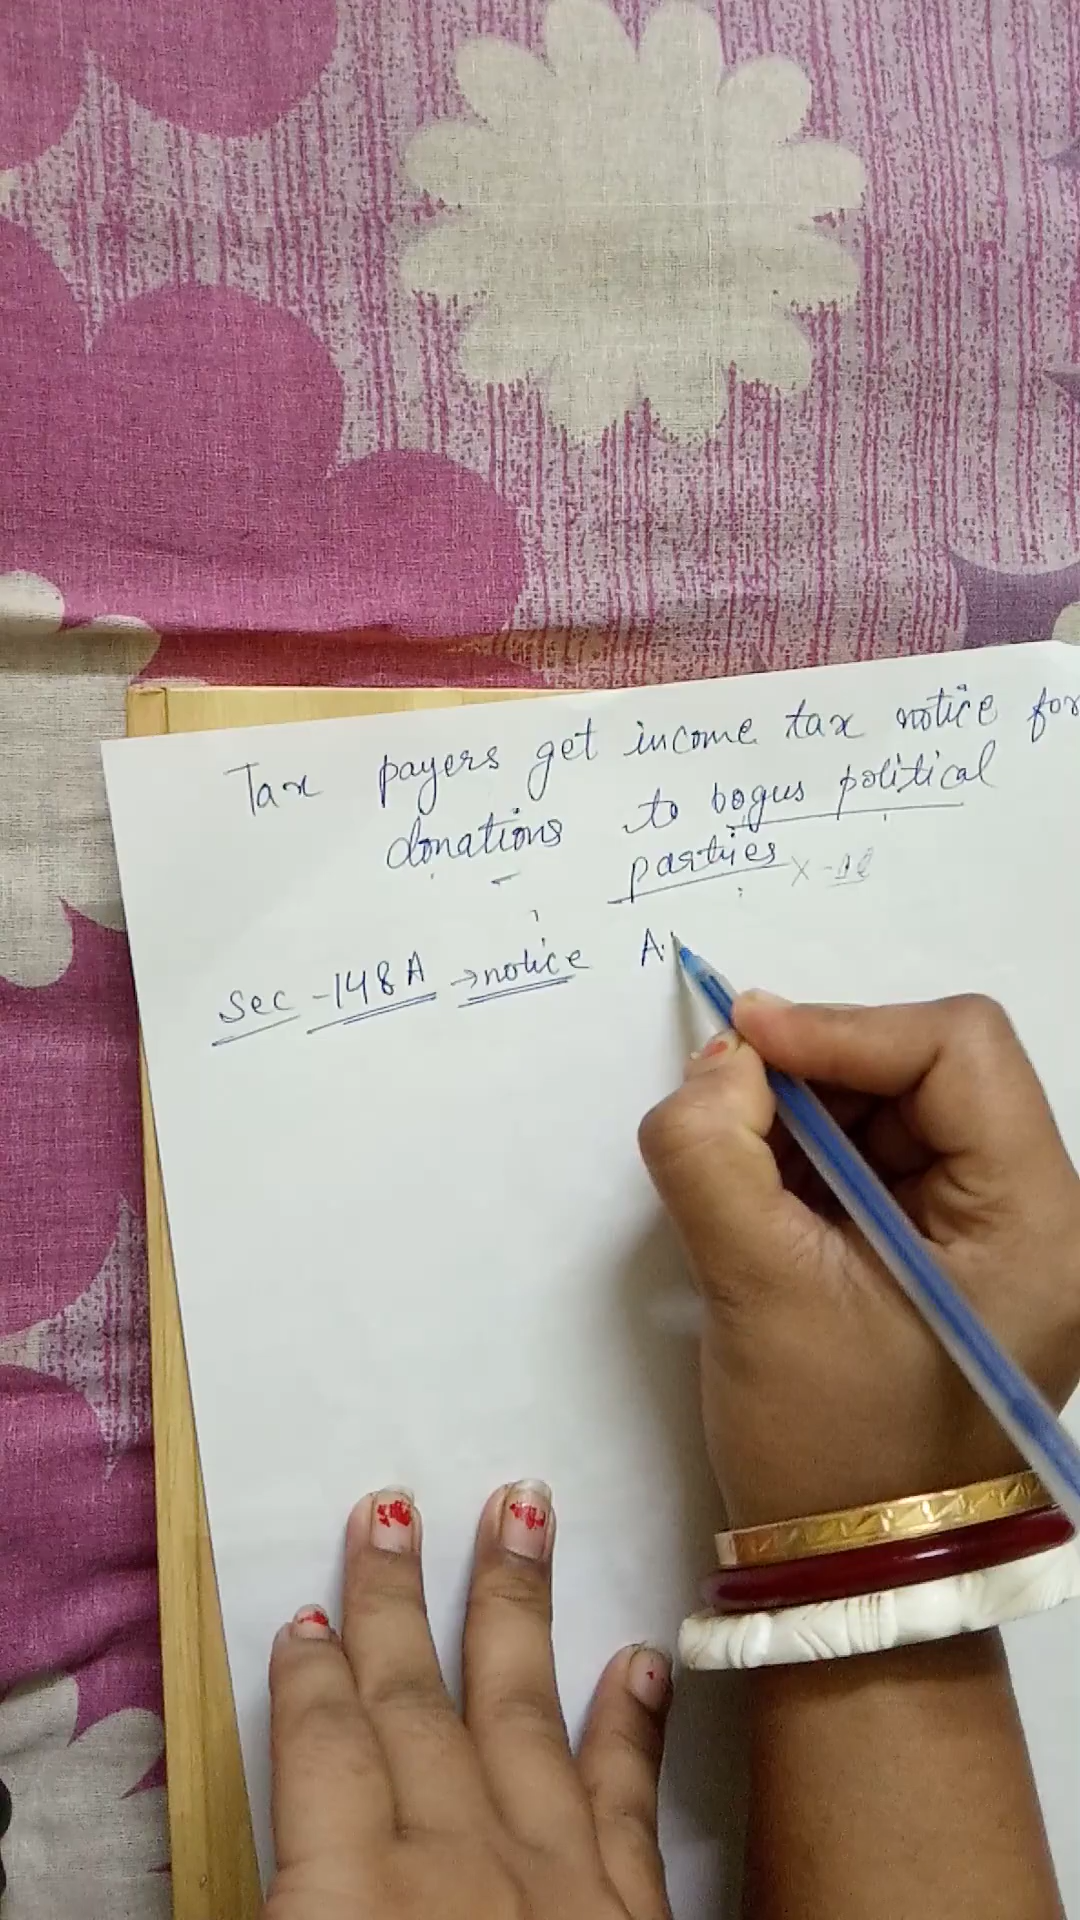 Tax payers get income tax notice for
donations to bogus political
parties X
Sec - 148A → notice A.